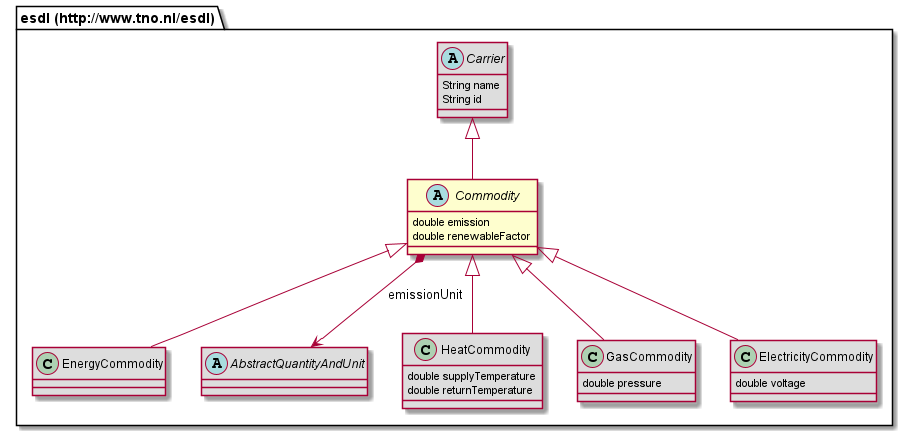 esdl (http://www.tno.nl/esdl)
A Carrier
String name
String id
A Commodity
double emission
double renewableFactor
emissionUnit
C EnergyCommodity
A AbstractQuantityAndUnit
C HeatCommodity
double supplyTemperature
double returnTemperature
C GasCommodity
double pressure
C ElectricityCommodity
double voltage